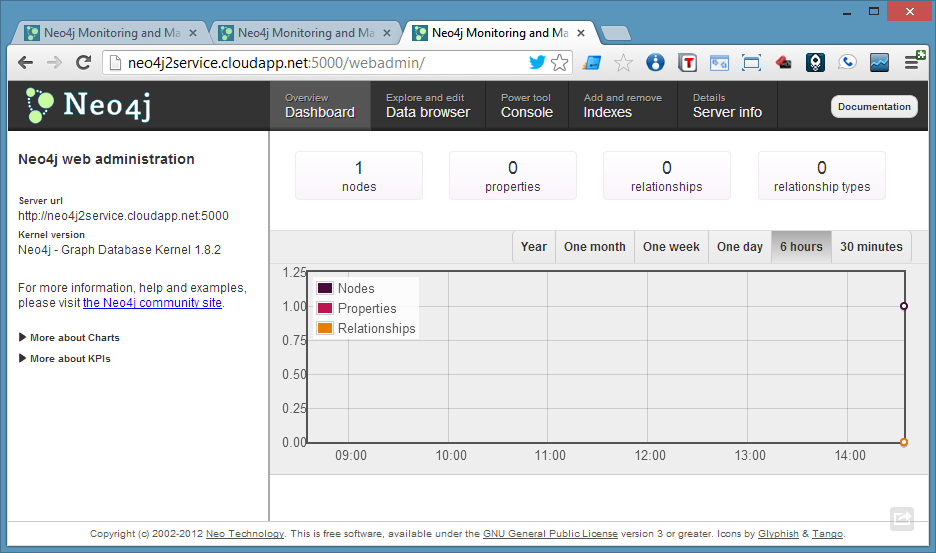 Neo4j Monitoring and Ma
Neo4j Monitoring and Ma
Neo4j Monitoring and Ma
neo4j2service.cloudapp.net:5000/webadmin/
Neo4j
Overview
Dashboard
Explore and edit
Data browser
Power tool
Console
Add and remove
Indexes
Details
Server info
Documentation
Neo4j web administration
Server url
http://neo4j2service.cloudapp.net:5000
Kernel version
Neo4j - Graph Database Kernel 1.8.2
For more information, help and examples,
please visit the Neo4j community site.
More about Charts
More about KPIs
1
nodes
0
properties
0
relationships
0
relationship types
Year One month One week One day 6 hours 30 minutes
1.25
1.00
0.75
0.50
0.25
0.00
Nodes
Properties
Relationships
09:00 10:00 11:00 12:00 13:00 14:00
Copyright (c) 2002-2012 Neo Technology. This is free software, available under the GNU General Public License version 3 or greater. Icons by Glyphish & Tango.